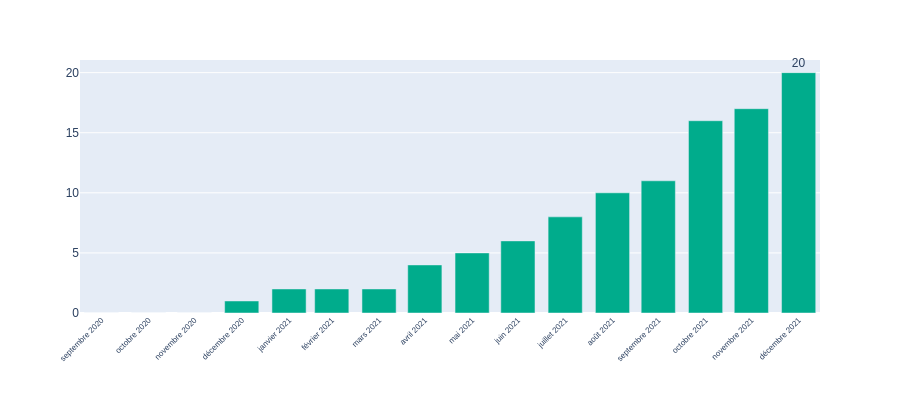 20
20
15
10
5
0
septembre 2020
octobre 2020
novembre 2020
décembre 2020
janvier 2021
février 2021
mars 2021
avril 2021
mai 2021
juin 2021
juillet 2021
août 2021
septembre 2021
octobre 2021
novembre 2021
décembre 2021